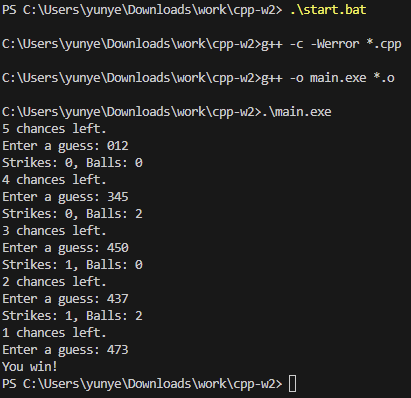 PS C:\Users\yunye\Downloads\work\cpp-w2> .\start.bat
C:\Users\yunye\Downloads\work\cpp-w2>g++ -c -Werror *.cpp
C:\Users\yunye\Downloads\work\cpp-w2>g++ -o main.exe *.o
C:\Users\yunye\Downloads\work\cpp-w2>.\main.exe
5 chances left.
Enter a guess: 012
Strikes: 0, Balls: 0
4 chances left.
Enter a guess: 345
Strikes: 0, Balls: 2
3 chances left.
Enter a guess: 450
Strikes: 1, Balls: 0
2 chances left.
Enter a guess: 437
Strikes: 1, Balls: 2
1 chances left.
Enter a guess: 473
You win!
PS C:\Users\yunye\Downloads\work\cpp-w2>